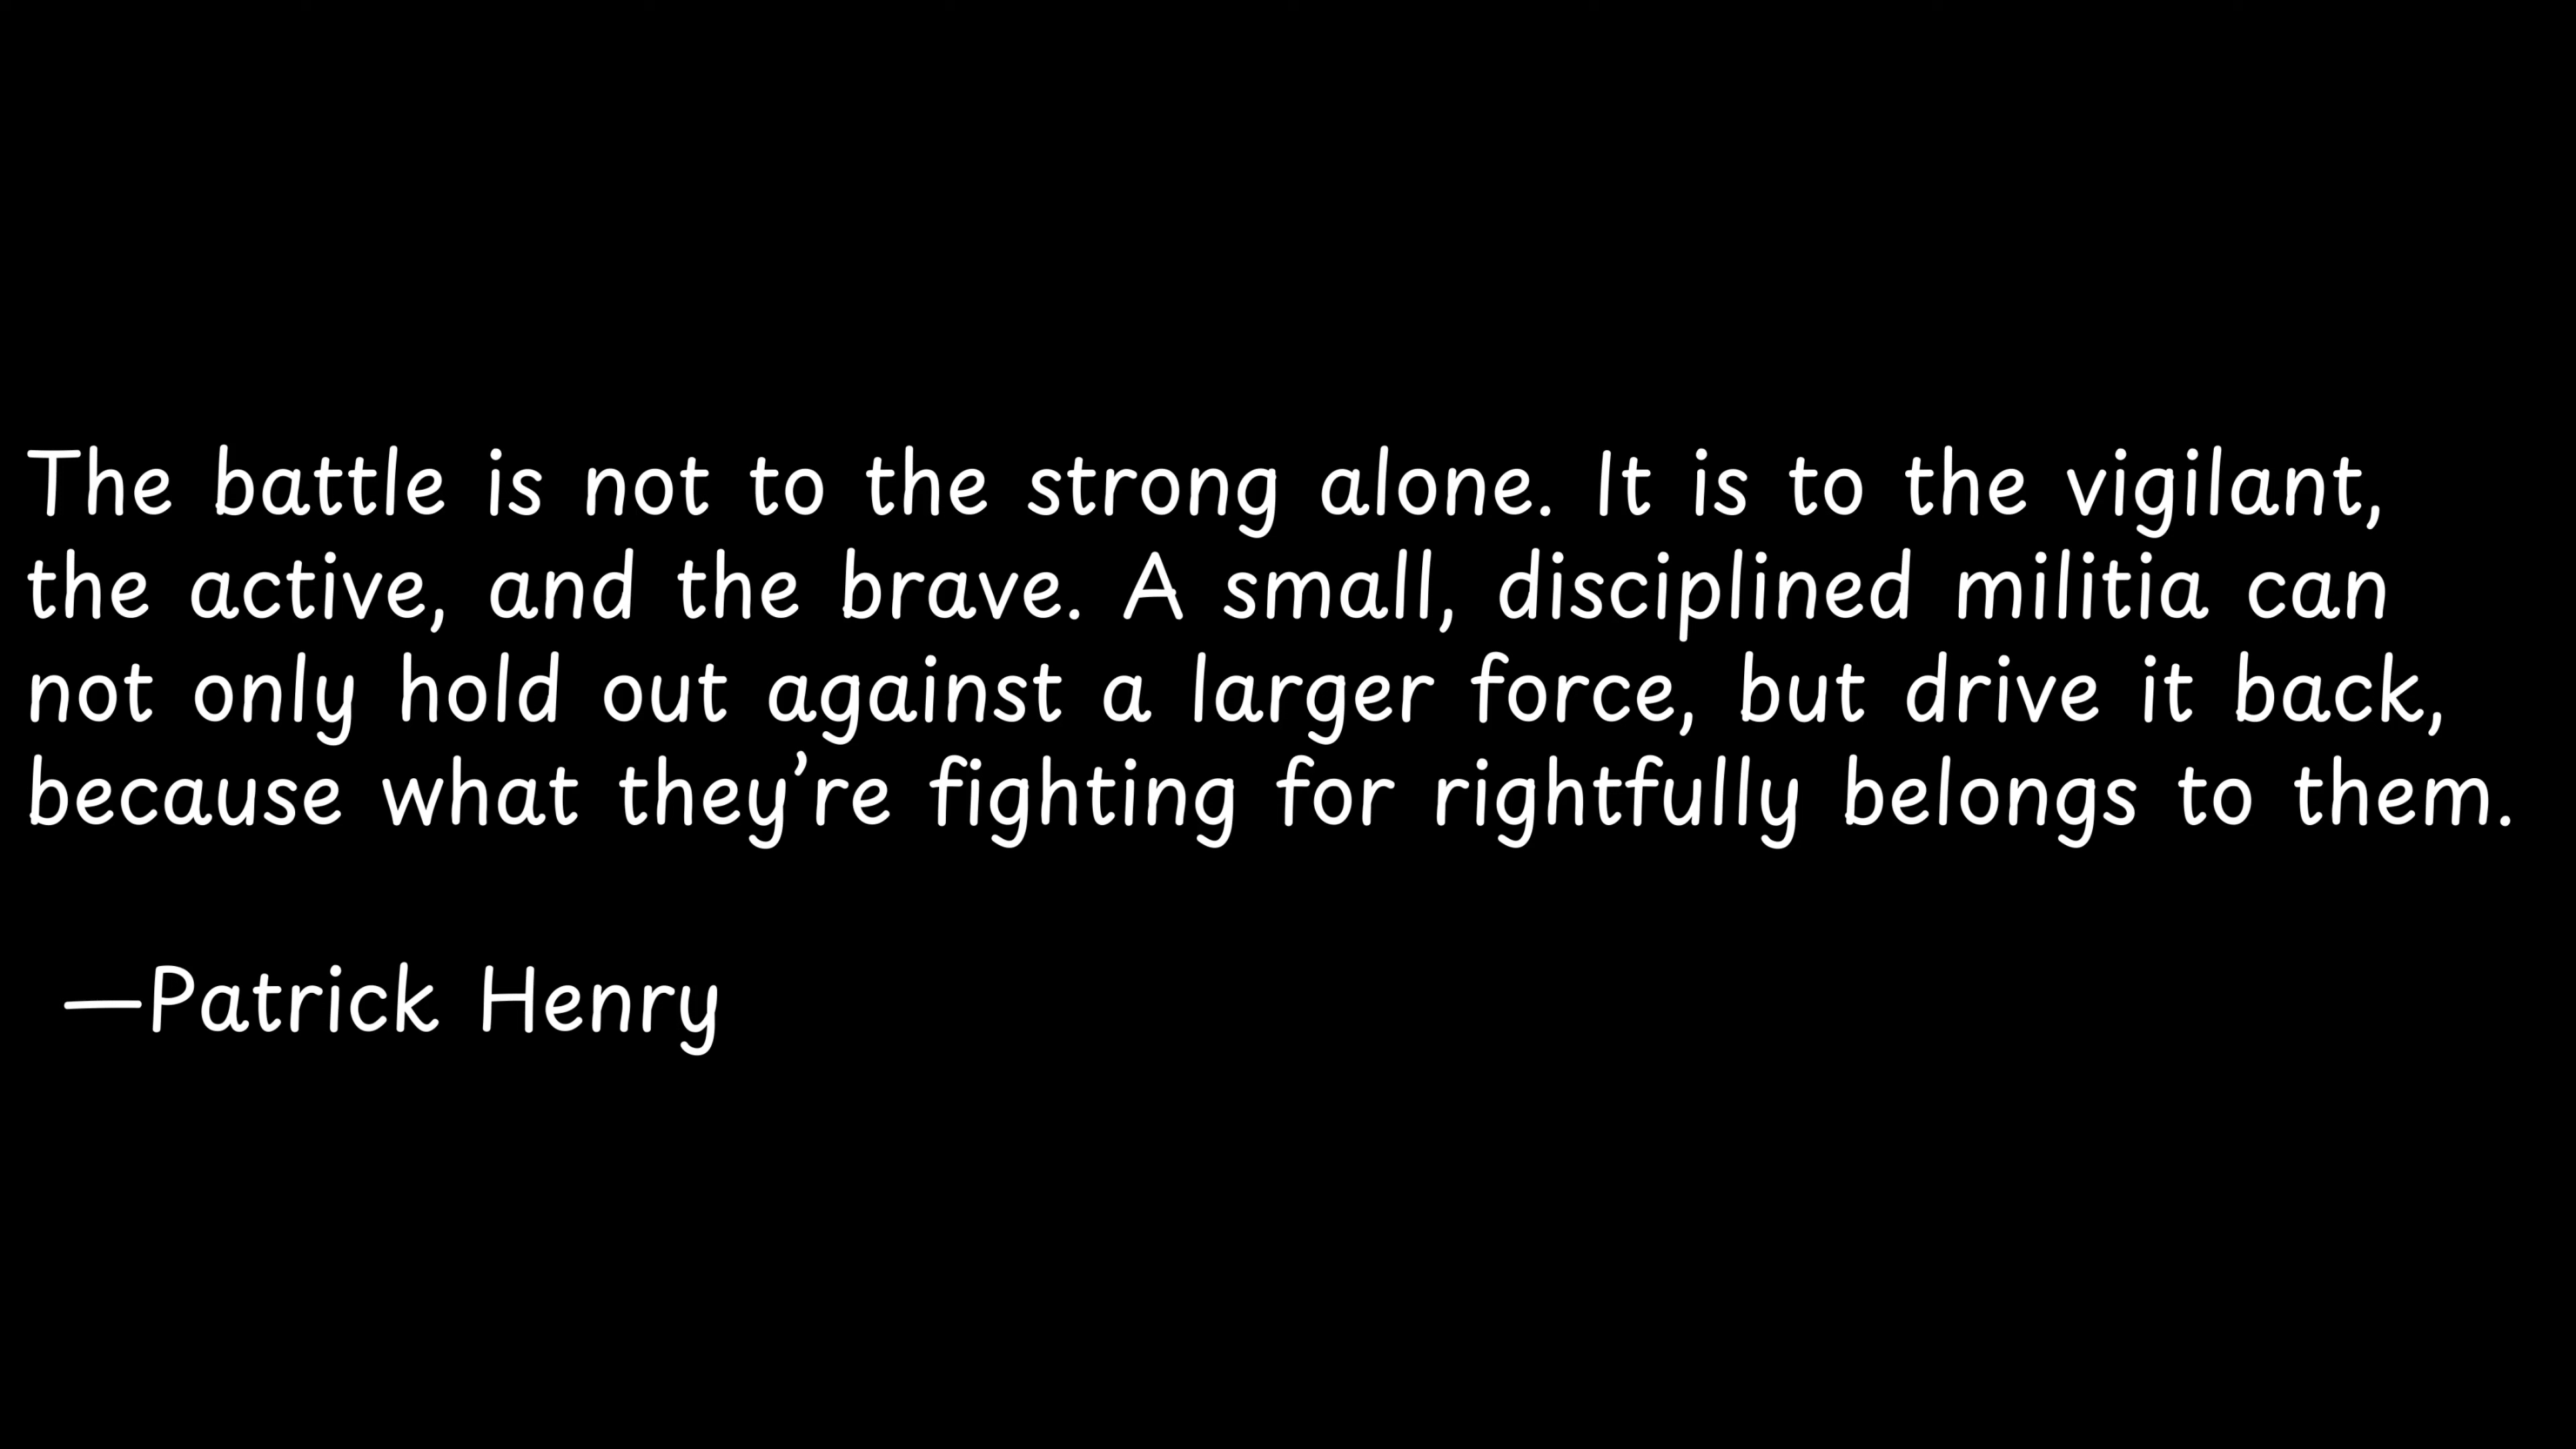 The battle is not to the strong alone. It is to the vigilant,
the active, and the brave. A small, disciplined militia can
not only hold out against a larger force, but drive it back,
because what they’re fighting for rightfully belongs to them.
—Patrick Henry